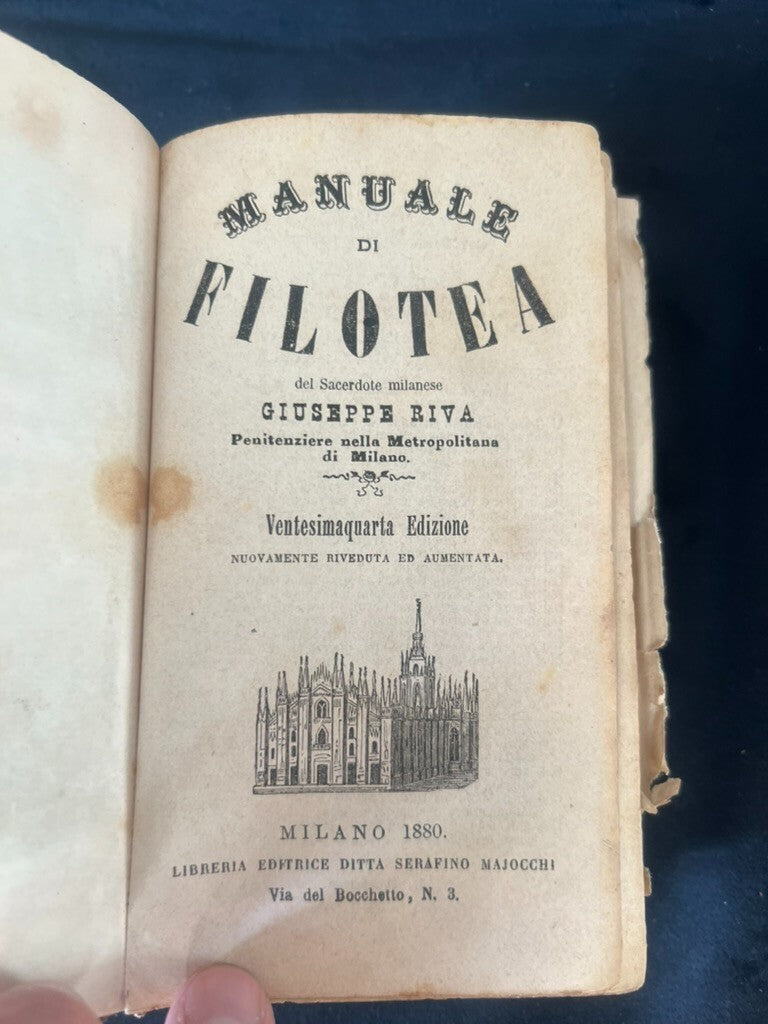 MANUALE
DI
FILOTEA
del Sacerdote milanese
GIUSEPPE RIVA
Penitenziere nella Metropolitana
di Milano.
Ventesimaquarta Edizione
NUOVAMENTE RIVEDUTA ED AUMENTATA.
MILANO 1880.
LIBRERIA EDITRICE DITTA SERAFINO MAJOCCHI
Via del Bocchetto, N. 3.